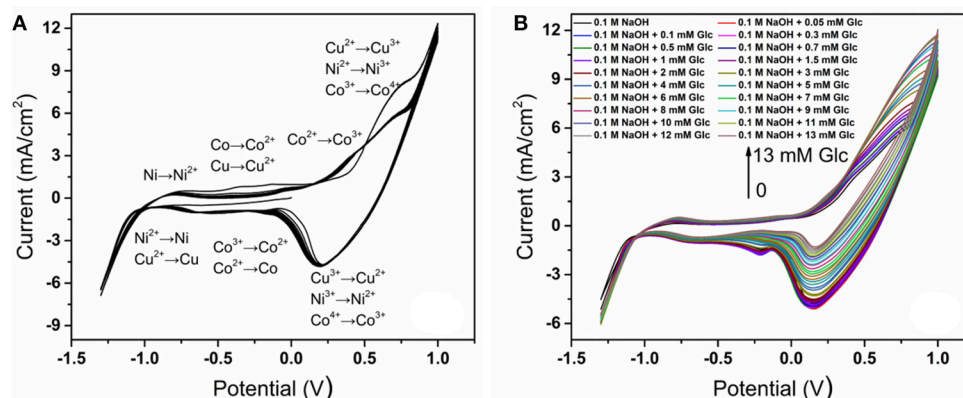 A
Current (mA/cm²)
12
9
6
3
0
-3
-6
-9
Cu²⁺→Cu³⁺
Ni²⁺→Ni³⁺
Co³⁺→Co⁴⁺
Co→Co²⁺
Co²⁺→Co³⁺
Cu→Cu²⁺
Ni→Ni²⁺
Ni²⁺→Ni
Cu²⁺→Cu
Co³⁺→Co²⁺
Co²⁺→Co
Cu³⁺→Cu²⁺
Ni³⁺→Ni²⁺
Co⁴⁺→Co³⁺
-1.5 -1.0 -0.5 0.0 0.5 1.0
Potential (V)
B
Current (mA/cm²)
12
9
6
3
0
-3
-6
0.1 M NaOH 0.1 M NaOH + 0.05 mM Glc
0.1 M NaOH + 0.1 mM Glc 0.1 M NaOH + 0.3 mM Glc
0.1 M NaOH + 0.5 mM Glc 0.1 M NaOH + 0.7 mM Glc
0.1 M NaOH + 1 mM Glc 0.1 M NaOH + 1.5 mM Glc
0.1 M NaOH + 2 mM Glc 0.1 M NaOH + 3 mM Glc
0.1 M NaOH + 4 mM Glc 0.1 M NaOH + 5 mM Glc
0.1 M NaOH + 6 mM Glc 0.1 M NaOH + 7 mM Glc
0.1 M NaOH + 8 mM Glc 0.1 M NaOH + 9 mM Glc
0.1 M NaOH + 10 mM Glc 0.1 M NaOH + 11 mM Glc
0.1 M NaOH + 12 mM Glc 0.1 M NaOH + 13 mM Glc
13 mM Glc
0
-1.5 -1.0 -0.5 0.0 0.5 1.0
Potential (V)